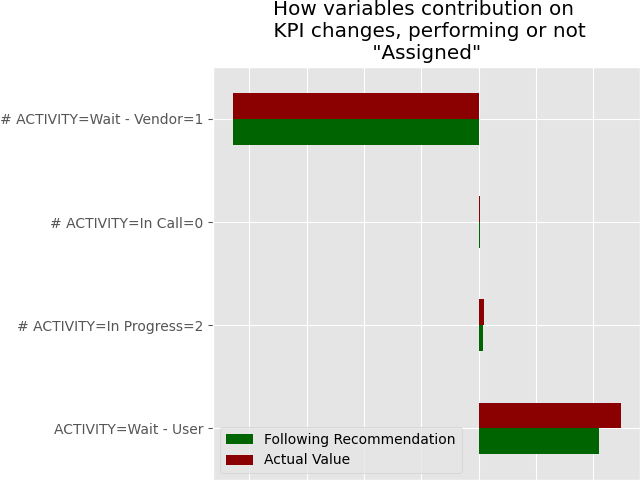 How variables contribution on
KPI changes, performing or not
"Assigned"
# ACTIVITY=Wait - Vendor=1
# ACTIVITY=In Call=0
# ACTIVITY=In Progress=2
ACTIVITY=Wait - User
Following Recommendation
Actual Value